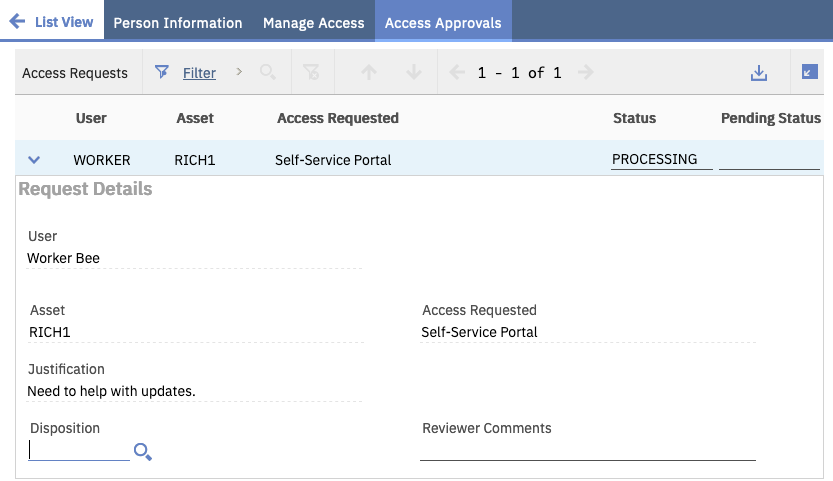 List View Person Information Manage Access Access Approvals
Access Requests Filter 1 - 1 of 1
User Asset Access Requested Status Pending Status
WORKER RICH1 Self-Service Portal PROCESSING
Request Details
User
Worker Bee
Asset Access Requested
RICH1 Self-Service Portal
Justification
Need to help with updates.
Disposition Reviewer Comments